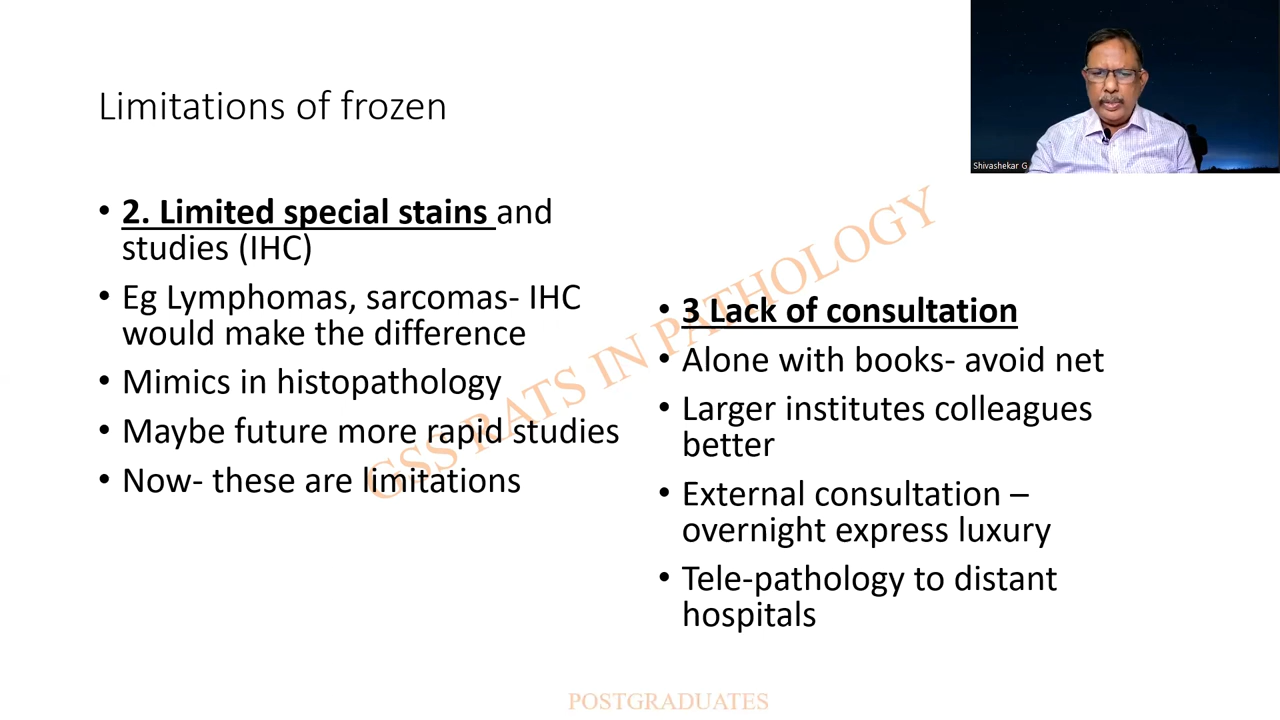 Limitations of frozen
• 2. Limited special stains and
studies (IHC)
• Eg Lymphomas, sarcomas- IHC
would make the difference
• Mimics in histopathology
• Maybe future more rapid studies
• Now- these are limitations
• 3 Lack of consultation
• Alone with books- avoid net
• Larger institutes colleagues
better
• External consultation –
overnight express luxury
• Tele-pathology to distant
hospitals
GSS RATS IN PATHOLOGY
POSTGRADUATES
Shivashekar G